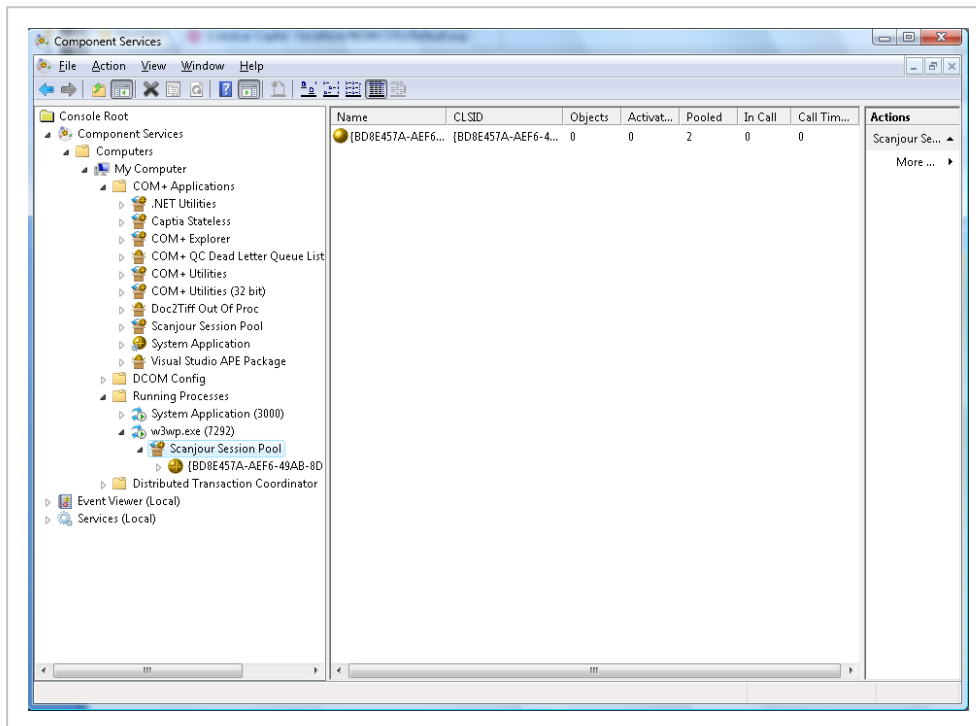 Component Services
File Action View Window Help
Console Root
Component Services
Computers
My Computer
COM+ Applications
.NET Utilities
Captia Stateless
COM+ Explorer
COM+ QC Dead Letter Queue List
COM+ Utilities
COM+ Utilities (32 bit)
Doc2Tiff Out Of Proc
Scanjour Session Pool
System Application
Visual Studio APE Package
DCOM Config
Running Processes
System Application (3000)
w3wp.exe (7292)
Scanjour Session Pool
{BD8E457A-AEF6-49AB-8D
Distributed Transaction Coordinator
Event Viewer (Local)
Services (Local)
Name CLSID Objects Activat... Pooled In Call Call Tim...
{BD8E457A-AEF6... {BD8E457A-AEF6-4... 0 0 2 0 0
Actions
Scanjour Se...
More ...